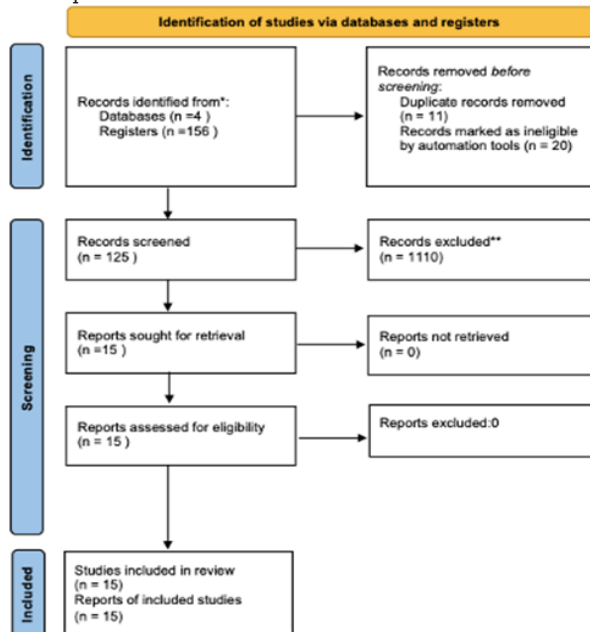 Identification of studies via databases and registers
Identification
Records identified from*:
Databases (n =4 )
Registers (n =156 )
Records removed before
screening:
Duplicate records removed
(n = 11)
Records marked as ineligible
by automation tools (n = 20)
Screening
Records screened
(n = 125 )
Records excluded**
(n = 1110)
Reports sought for retrieval
(n =15 )
Reports not retrieved
(n = 0)
Reports assessed for eligibility
(n = 15 )
Reports excluded:0
Included
Studies included in review
(n = 15)
Reports of included studies
(n = 15)